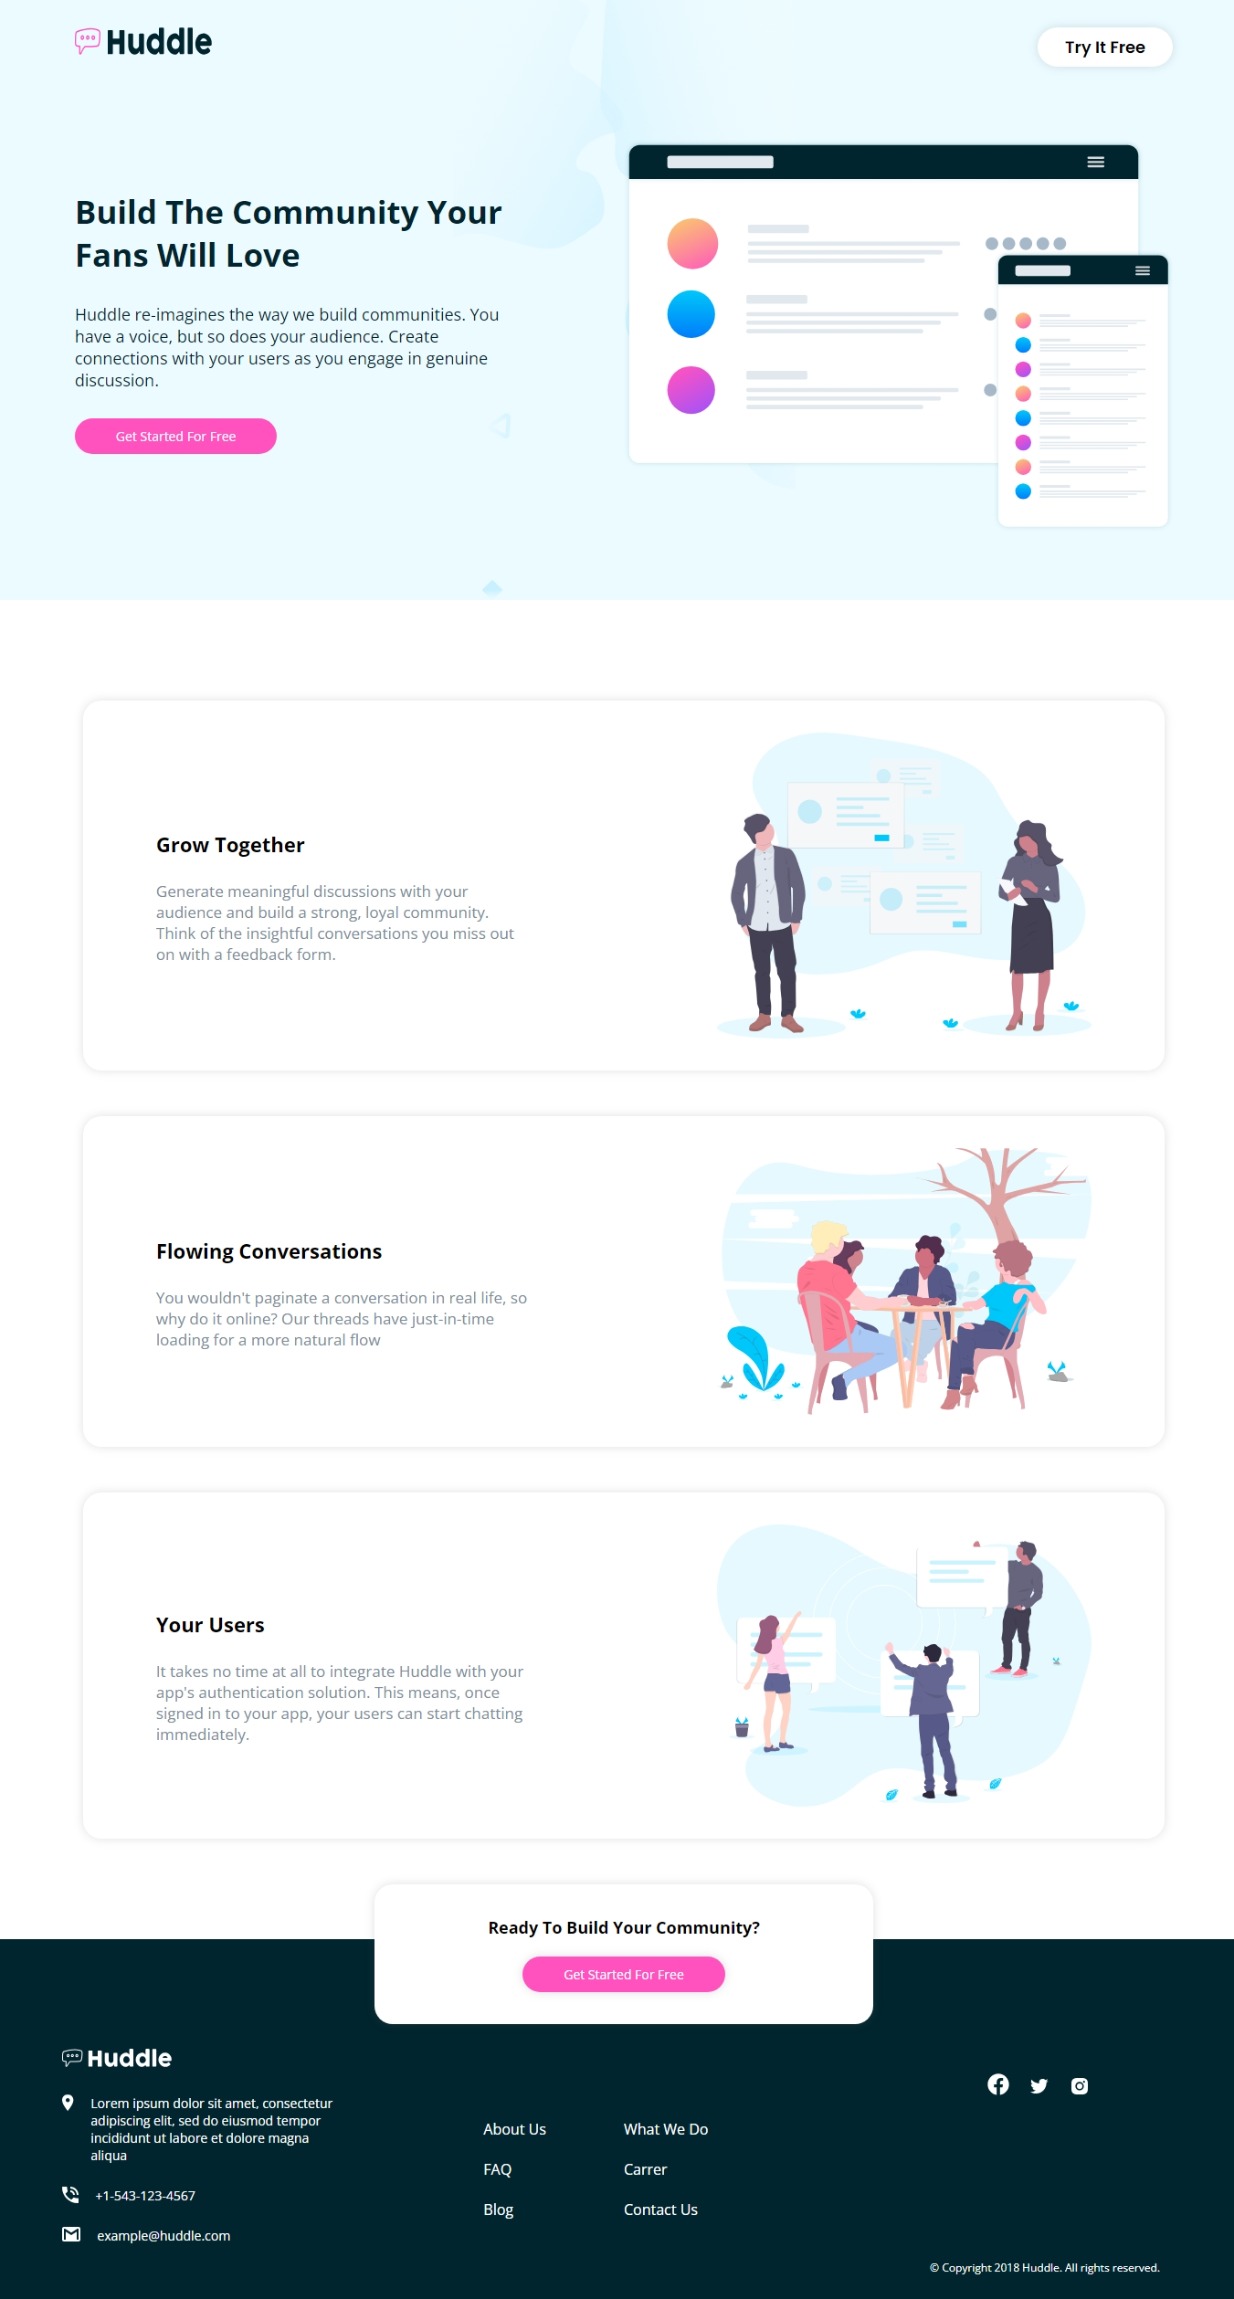 Huddle
Try It Free
Build The Community Your
Fans Will Love
Huddle re-imagines the way we build communities. You
have a voice, but so does your audience. Create
connections with your users as you engage in genuine
discussion.
Get Started For Free
Grow Together
Generate meaningful discussions with your
audience and build a strong, loyal community.
Think of the insightful conversations you miss out
on with a feedback form.
Flowing Conversations
You wouldn't paginate a conversation in real life, so
why do it online? Our threads have just-in-time
loading for a more natural flow
Your Users
It takes no time at all to integrate Huddle with your
app's authentication solution. This means, once
signed in to your app, your users can start chatting
immediately.
Ready To Build Your Community?
Get Started For Free
Huddle
Lorem ipsum dolor sit amet, consectetur
adipiscing elit, sed do eiusmod tempor
incididunt ut labore et dolore magna
aliqua
+1-543-123-4567
example@huddle.com
About Us
FAQ
Blog
What We Do
Carrer
Contact Us
© Copyright 2018 Huddle. All rights reserved.